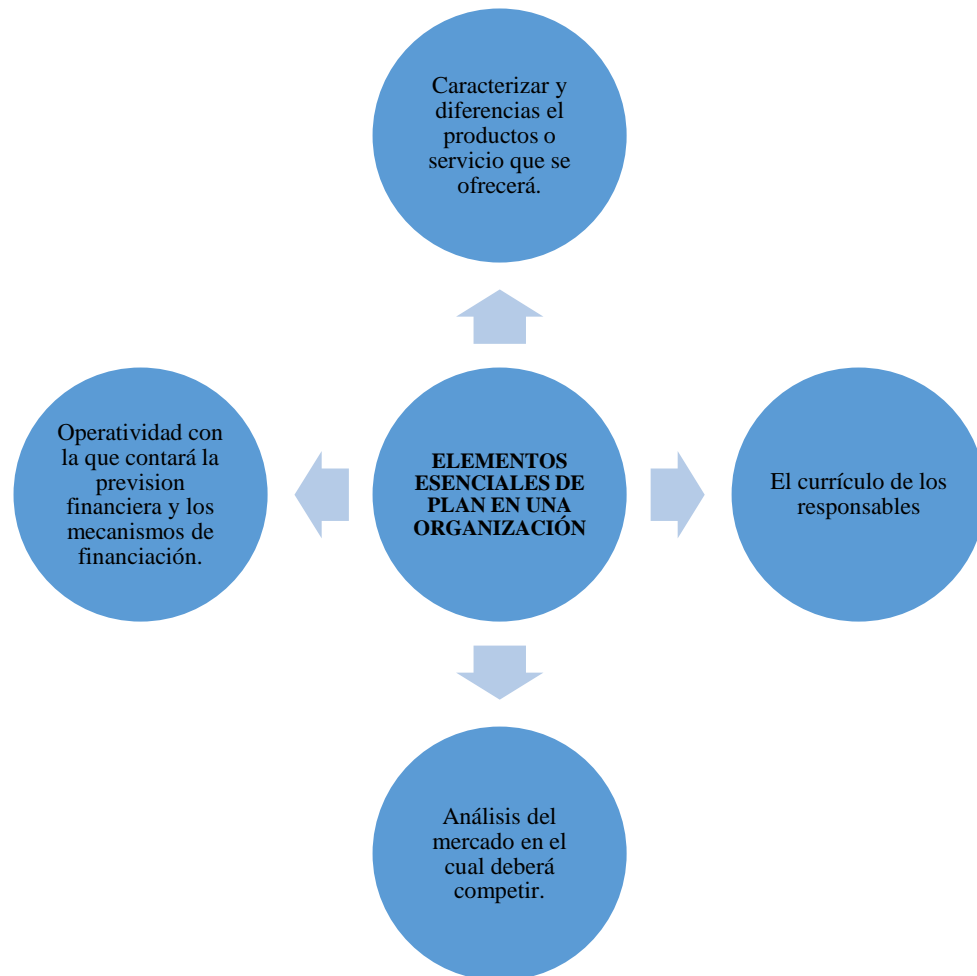 Caracterizar y
diferencias el
productos o
servicio que se
ofrecerá.
Operatividad con
la que contará la
prevision
financiera y los
mecanismos de
financiación.
ELEMENTOS
ESENCIALES DE
PLAN EN UNA
ORGANIZACIÓN
El currículo de los
responsables
Análisis del
mercado en el
cual deberá
competir.